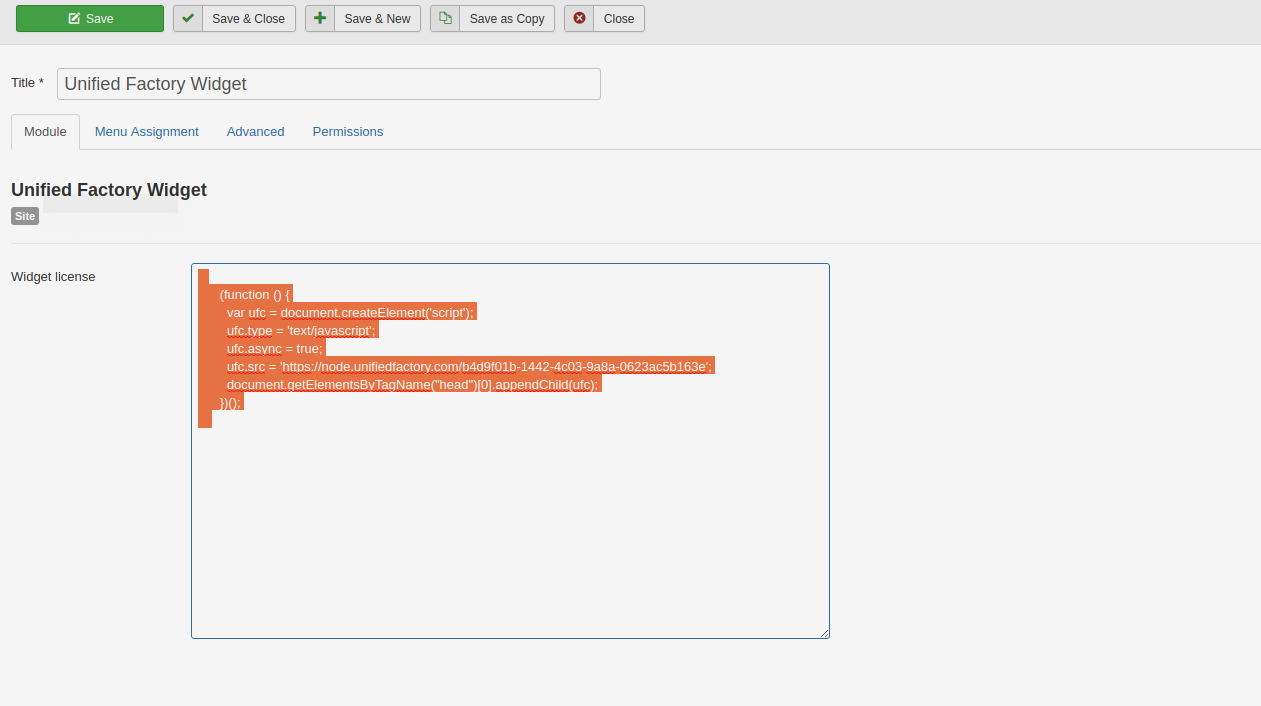 Save Save & Close Save & New Save as Copy Close
Title * Unified Factory Widget
Module Menu Assignment Advanced Permissions
Unified Factory Widget
Site
Widget license
(function () {
var ufc = document.createElement('script');
ufc.type = 'text/javascript';
ufc.async = true;
ufc.src = 'https://node.unifiedfactory.com/b4d9f01b-1442-4c03-9a8a-0623ac5b163e';
document.getElementsByTagName("head")[0].appendChild(ufc);
})();